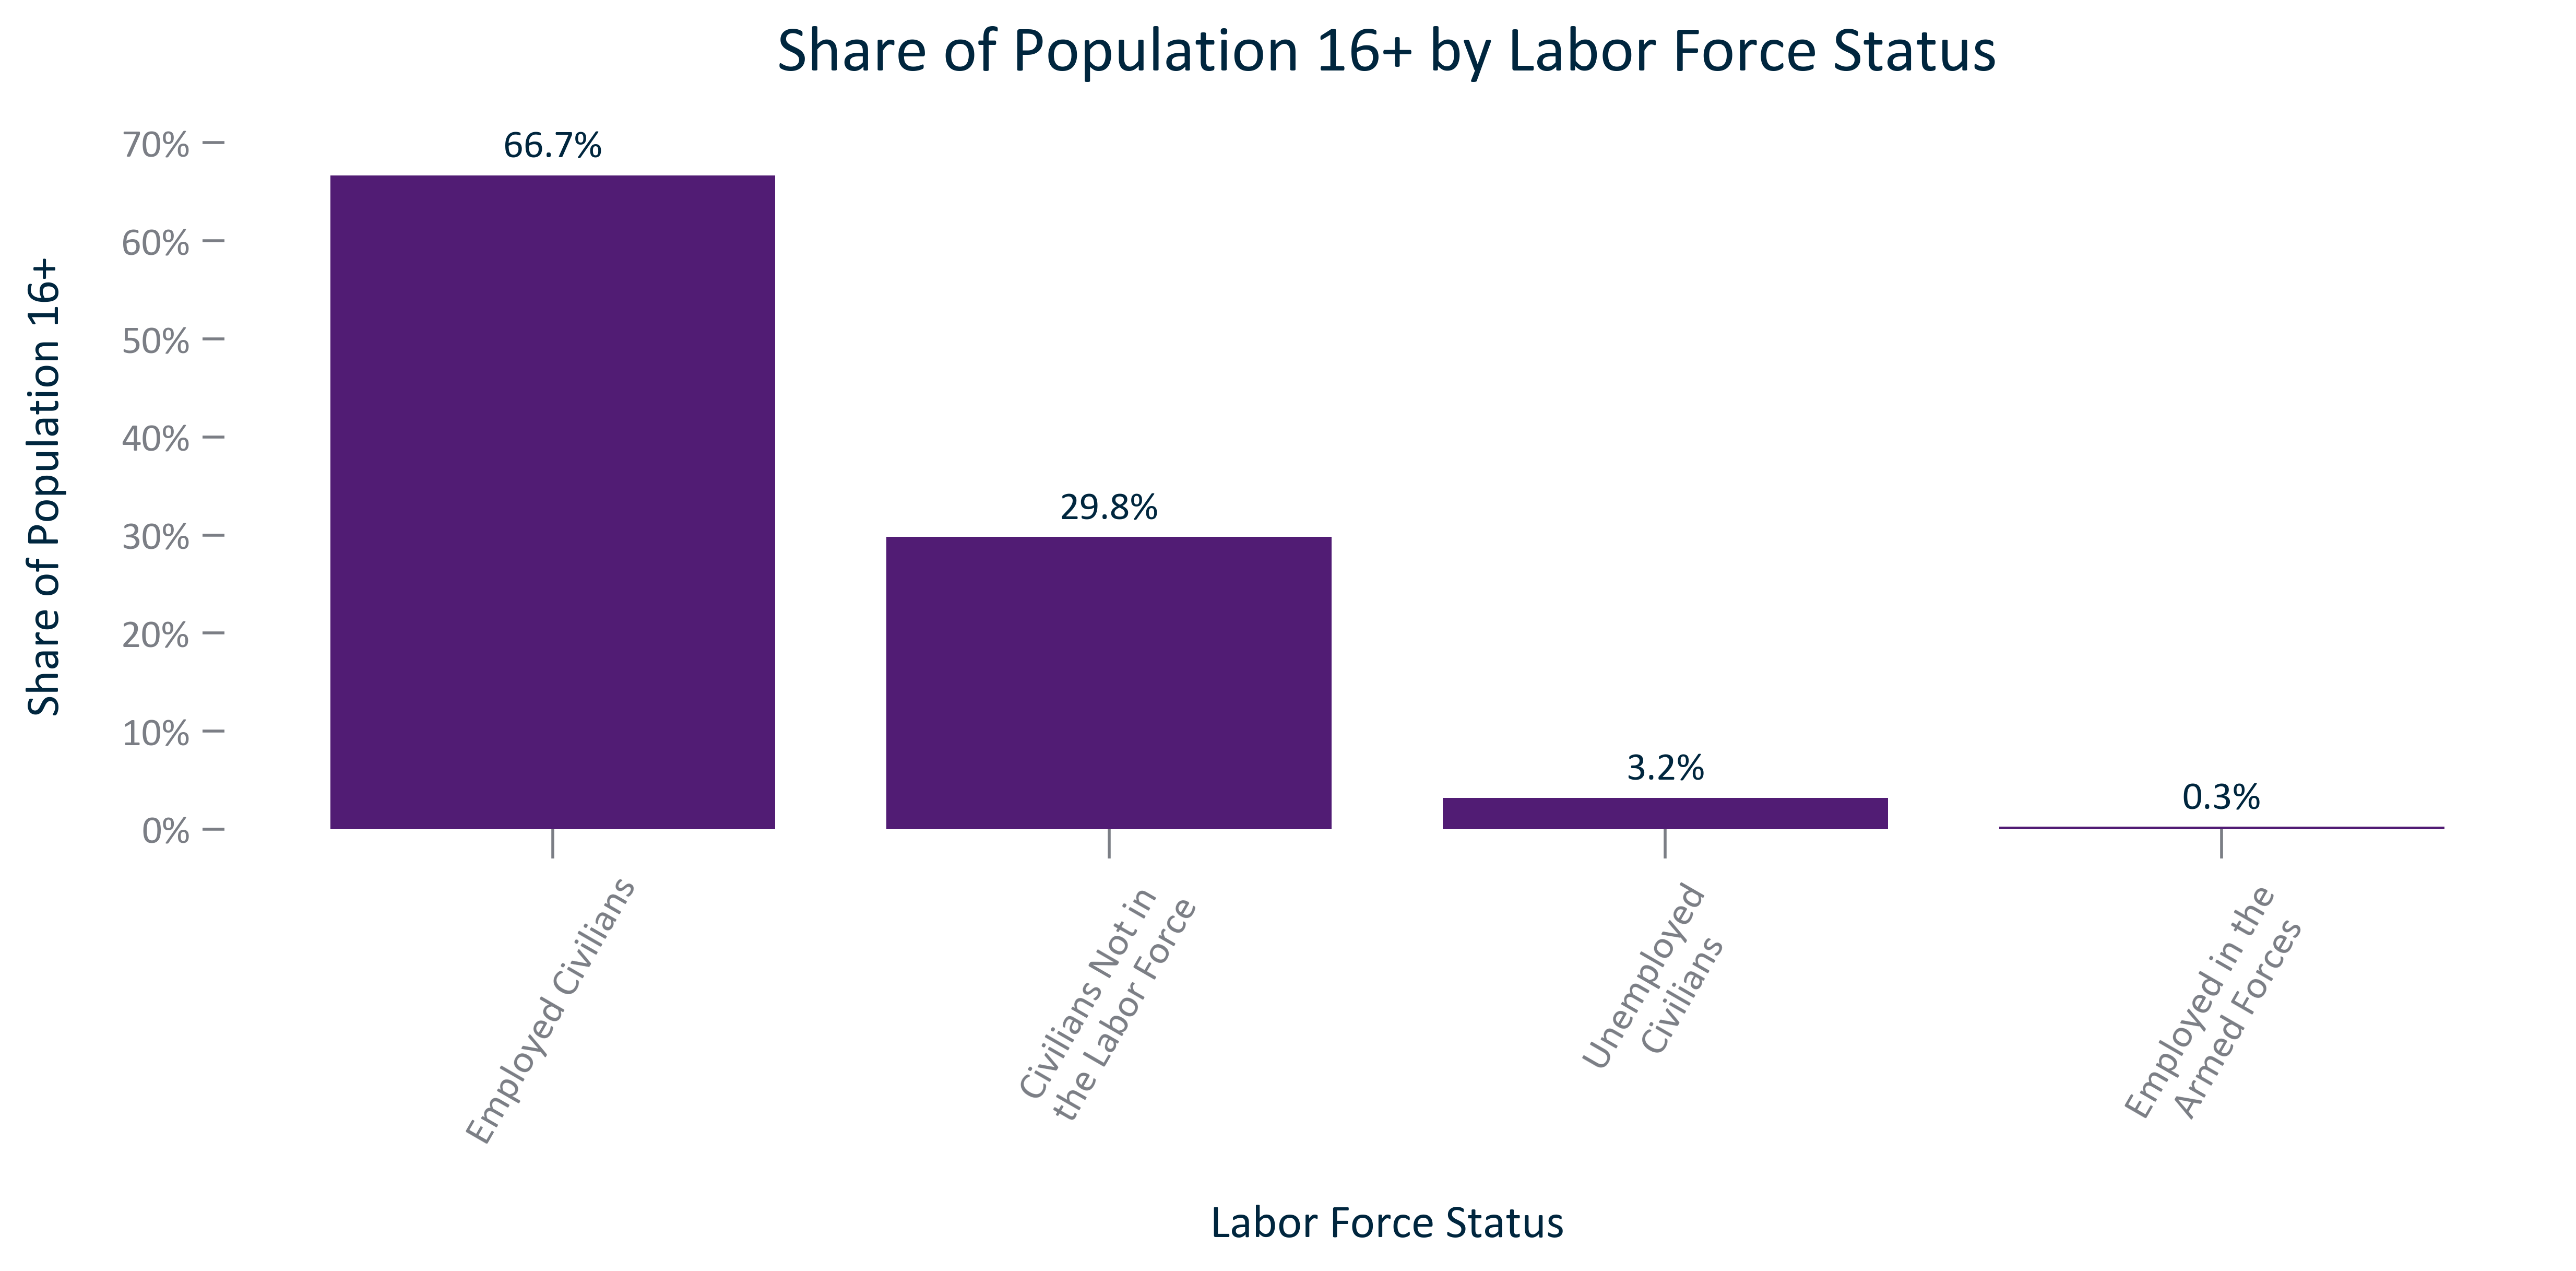 Share of Population 16+ by Labor Force Status
Share of Population 16+
70%
60%
50%
40%
30%
20%
10%
0%
66.7%
29.8%
3.2%
0.3%
Employed Civilians
Civilians Not in
the Labor Force
Unemployed
Civilians
Employed in the
Armed Forces
Labor Force Status